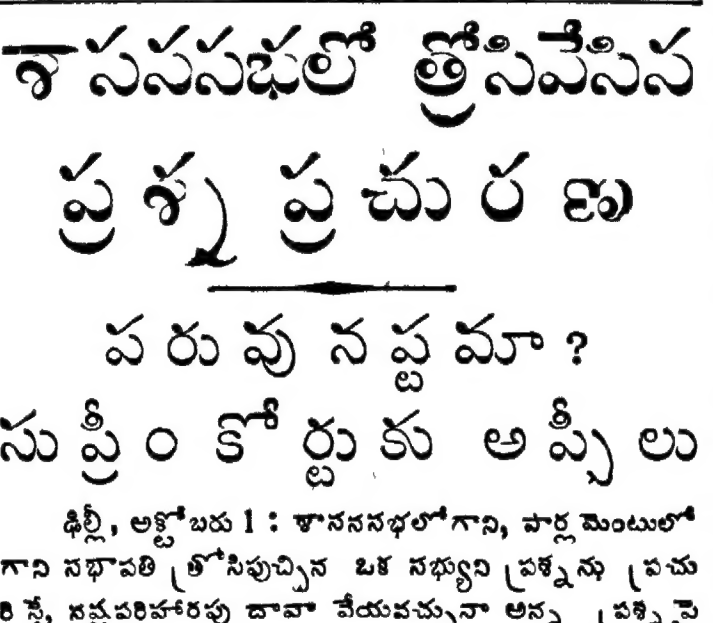 శాసనసభలో త్రోసివేసిన
ప్రశ్న ప్రచురణ
పరువు నష్టమా ?
సుప్రీం కోర్టుకు అప్పీలు
ఢిల్లీ, అక్టోబరు 1 : శాసనసభలోగాని, పార్లమెంటులో
గాని సభాపతి త్రోసిపుచ్చిన ఒక సభ్యుని ప్రశ్నను ప్రచు
రిస్తే, నష్టపరిహారపు దావా వేయవచ్చునా అన్న ప్రశ్నపై